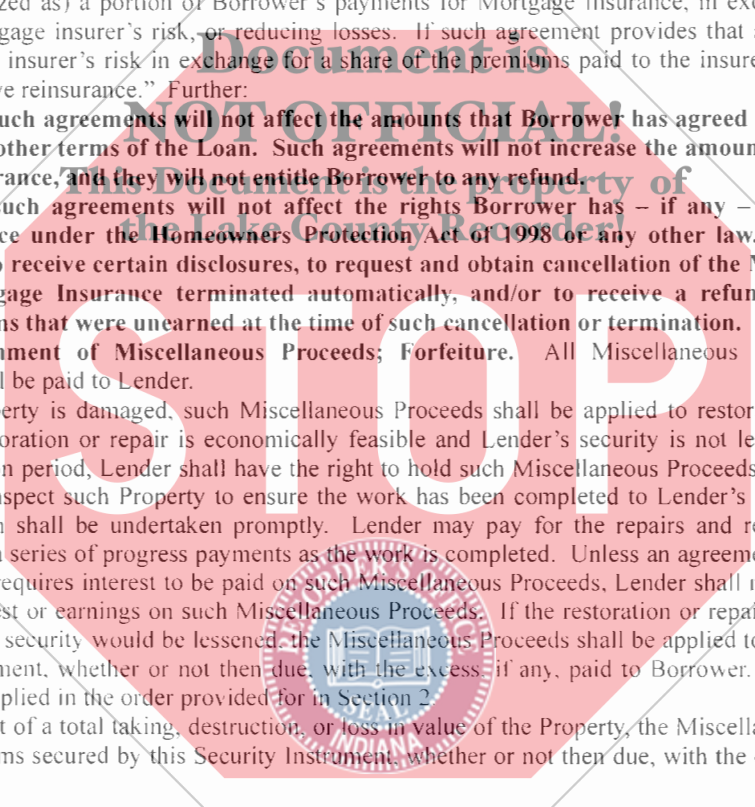 zed as) a portion of Borrower's payments for Mortgage Insurance, in exc
gage insurer's risk, or reducing losses. If such agreement provides that
insurer's risk in exchange for a share of the premiums paid to the insure
ve reinsurance." Further:
uch agreements will not affect the amounts that Borrower has agreed
other terms of the Loan. Such agreements will not increase the amoun
rance, and they will not entitle Borrower to any refund.
such agreements will not affect the rights Borrower has – if any –
ce under the Homeowners Protection Act of 1998 or any other law.
o receive certain disclosures, to request and obtain cancellation of the M
gage Insurance terminated automatically, and/or to receive a refun
ns that were unearned at the time of such cancellation or termination.
nment of Miscellaneous Proceeds; Forfeiture. All Miscellaneous
l be paid to Lender.
perty is damaged, such Miscellaneous Proceeds shall be applied to restor
oration or repair is economically feasible and Lender's security is not le
n period, Lender shall have the right to hold such Miscellaneous Proceeds
spect such Property to ensure the work has been completed to Lender's
n shall be undertaken promptly. Lender may pay for the repairs and re
a series of progress payments as the work is completed. Unless an agreeme
requires interest to be paid on such Miscellaneous Proceeds, Lender shall n
st or earnings on such Miscellaneous Proceeds. If the restoration or repai
security would be lessened, the Miscellaneous Proceeds shall be applied to
ment, whether or not then due, with the excess, if any, paid to Borrower.
plied in the order provided for in Section 2.
t of a total taking, destruction, or loss in value of the Property, the Miscella
ms secured by this Security Instrument, whether or not then due, with the
Document is
NOT OFFICIAL!
This Document is the property of
the Lake County Recorder!
STOP
RECORDER'S OFFICE
SEAL
INDIANA